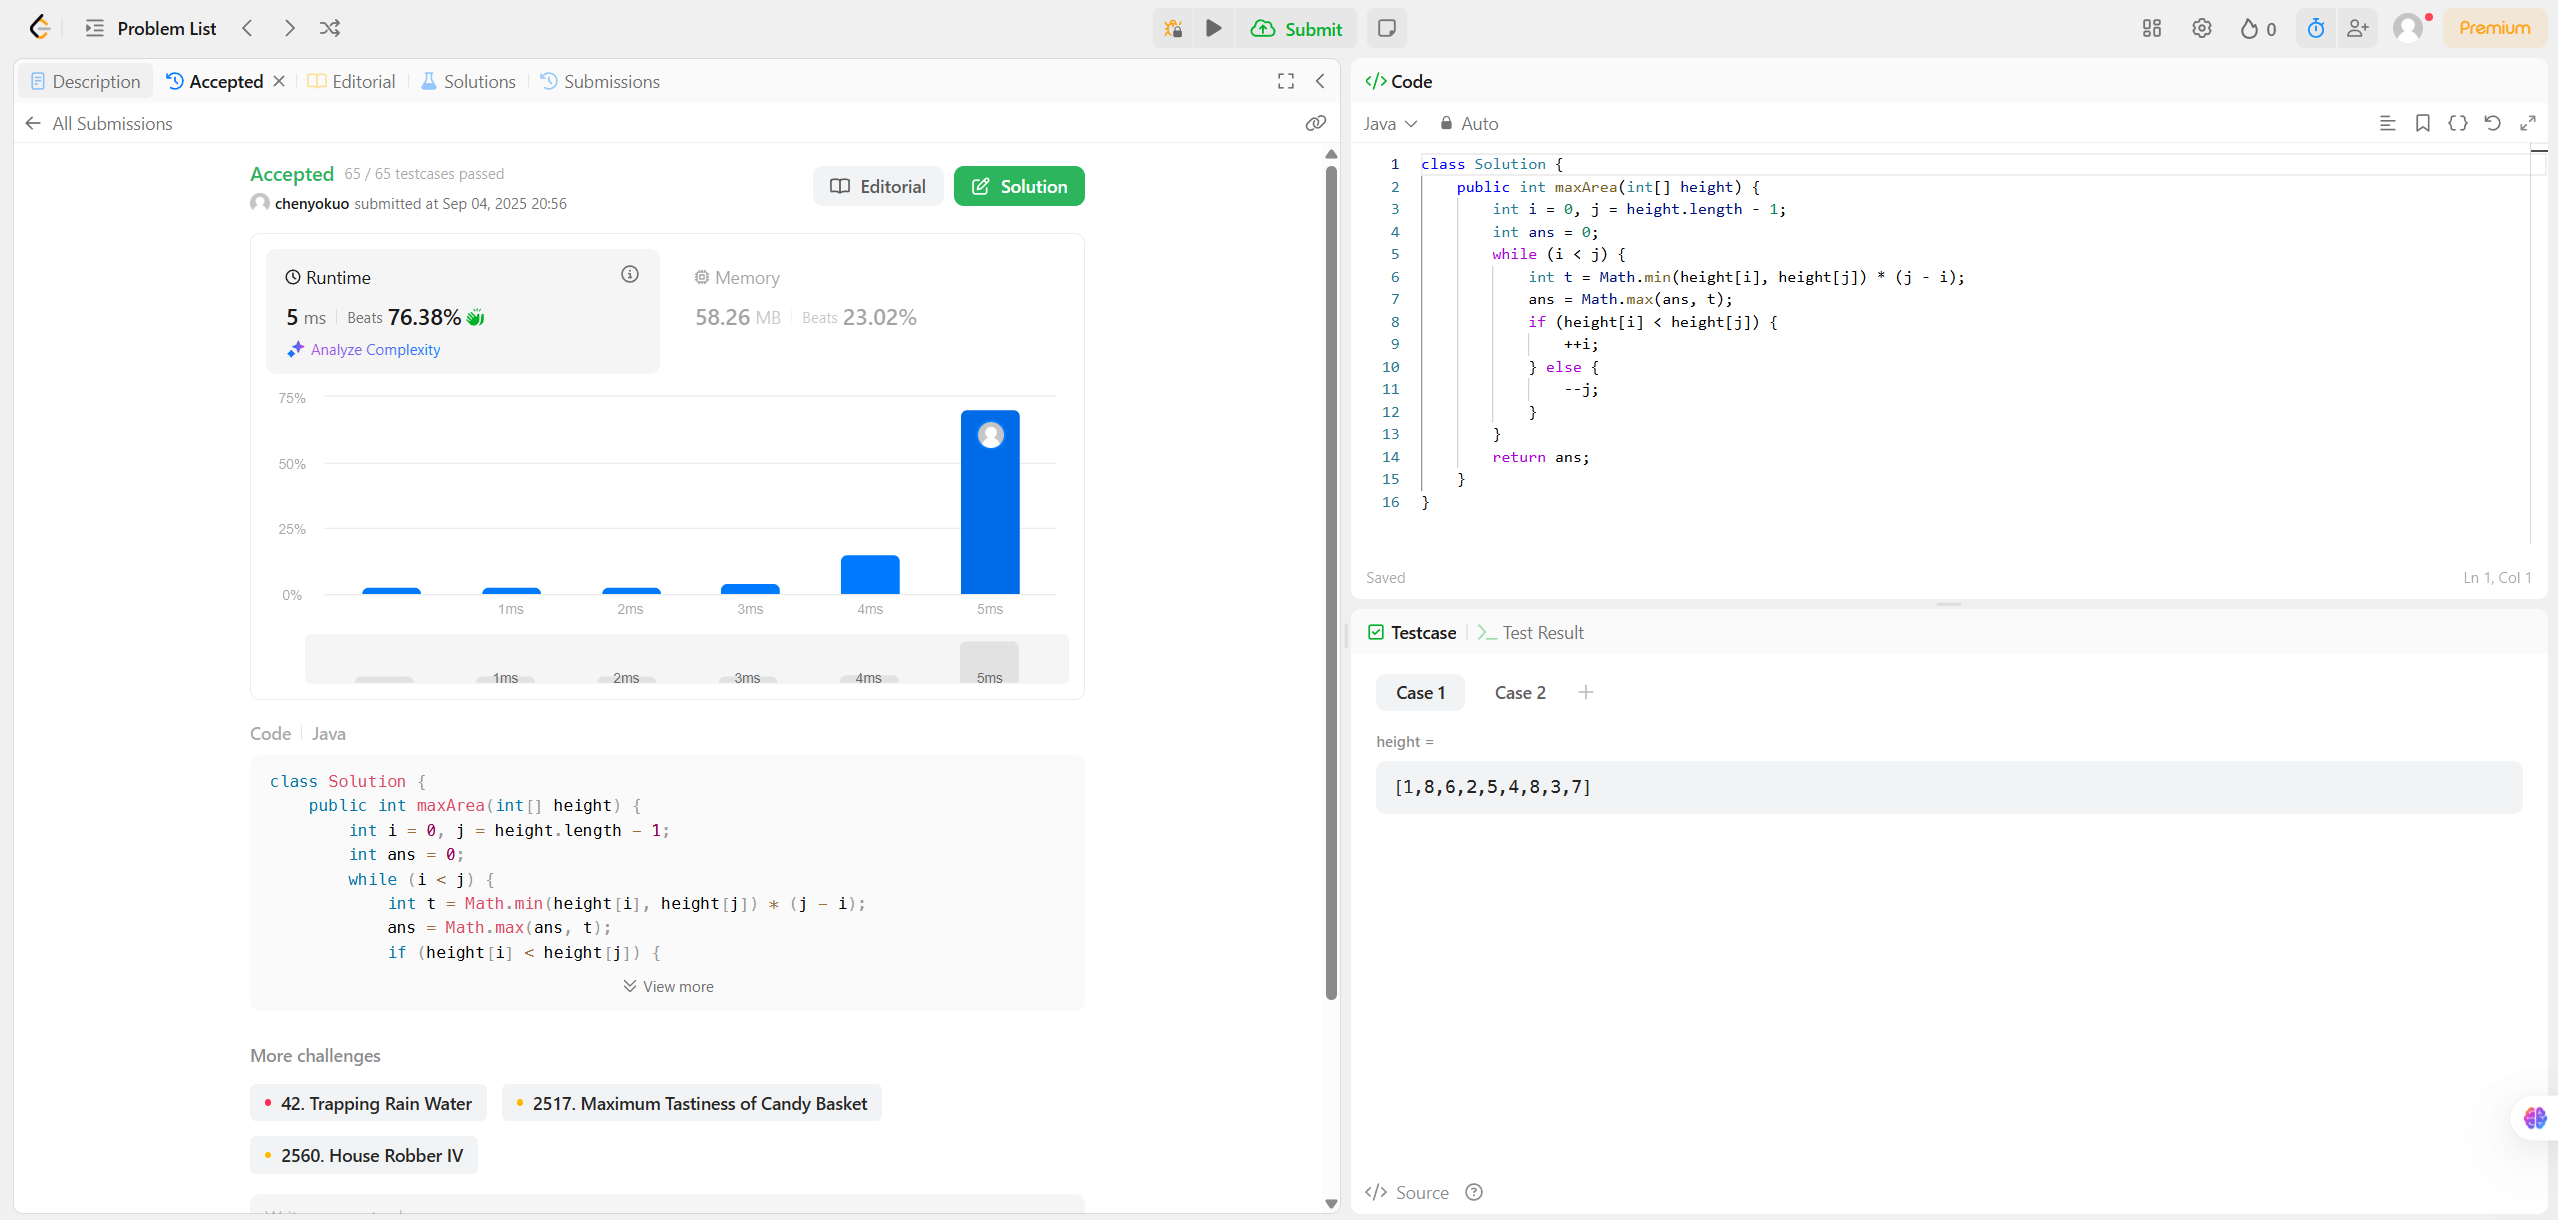 Problem List
Submit
0
Premium
Description
Accepted
Editorial
Solutions
Submissions
All Submissions
Accepted 65 / 65 testcases passed
chenyokuo submitted at Sep 04, 2025 20:56
Editorial
Solution
Runtime
5 ms Beats 76.38%
Analyze Complexity
Memory
58.26 MB Beats 23.02%
75%
50%
25%
0%
1ms 2ms 3ms 4ms 5ms
1ms 2ms 3ms 4ms 5ms
Code Java
class Solution {
    public int maxArea(int[] height) {
        int i = 0, j = height.length - 1;
        int ans = 0;
        while (i < j) {
            int t = Math.min(height[i], height[j]) * (j - i);
            ans = Math.max(ans, t);
            if (height[i] < height[j]) {
View more
More challenges
42. Trapping Rain Water
2517. Maximum Tastiness of Candy Basket
2560. House Robber IV
</> Code
Java Auto
1 class Solution {
2     public int maxArea(int[] height) {
3         int i = 0, j = height.length - 1;
4         int ans = 0;
5         while (i < j) {
6             int t = Math.min(height[i], height[j]) * (j - i);
7             ans = Math.max(ans, t);
8             if (height[i] < height[j]) {
9                 ++i;
10             } else {
11                 --j;
12             }
13         }
14         return ans;
15     }
16 }
Saved
Ln 1, Col 1
Testcase
Test Result
Case 1
Case 2
height =
[1,8,6,2,5,4,8,3,7]
</> Source